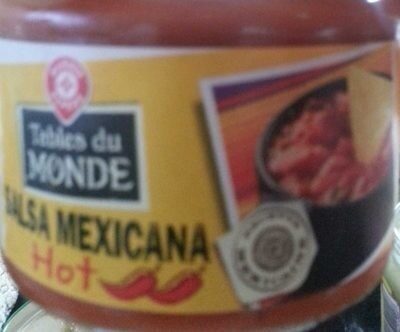 Tables du
MONDE
SALSA MEXICANA
Hot